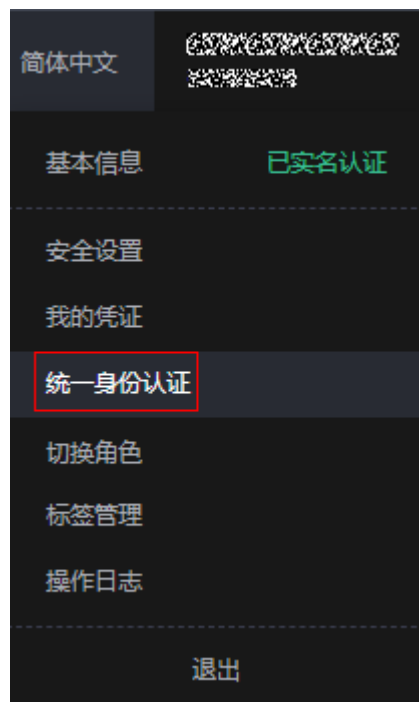 简体中文
基本信息 已实名认证
安全设置
我的凭证
统一身份认证
切换角色
标签管理
操作日志
退出